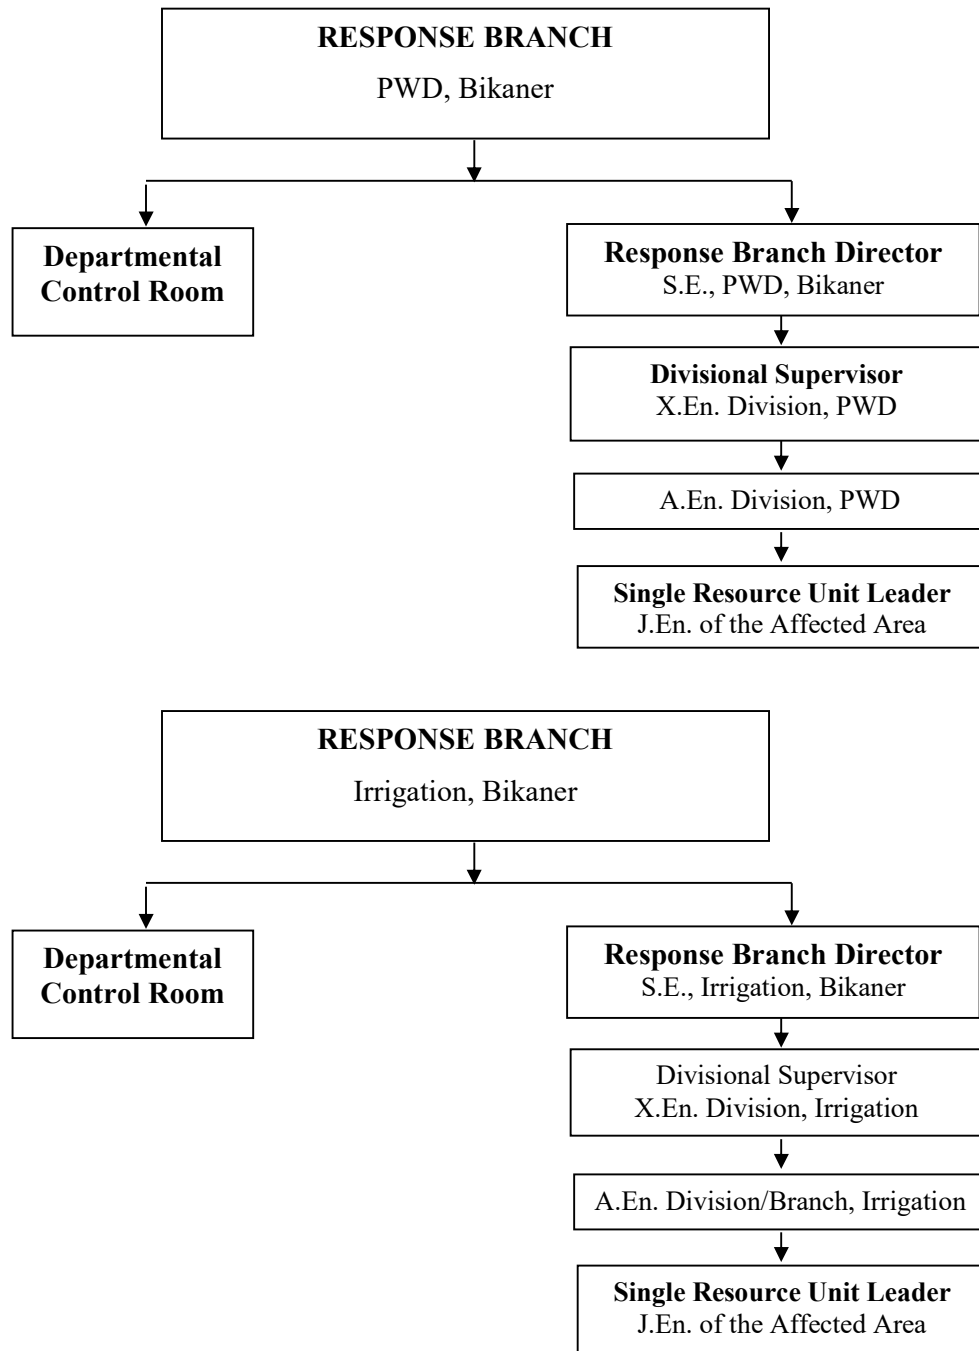 RESPONSE BRANCH
PWD, Bikaner
Departmental
Control Room
Response Branch Director
S.E., PWD, Bikaner
Divisional Supervisor
X.En. Division, PWD
A.En. Division, PWD
Single Resource Unit Leader
J.En. of the Affected Area
RESPONSE BRANCH
Irrigation, Bikaner
Departmental
Control Room
Response Branch Director
S.E., Irrigation, Bikaner
Divisional Supervisor
X.En. Division, Irrigation
A.En. Division/Branch, Irrigation
Single Resource Unit Leader
J.En. of the Affected Area